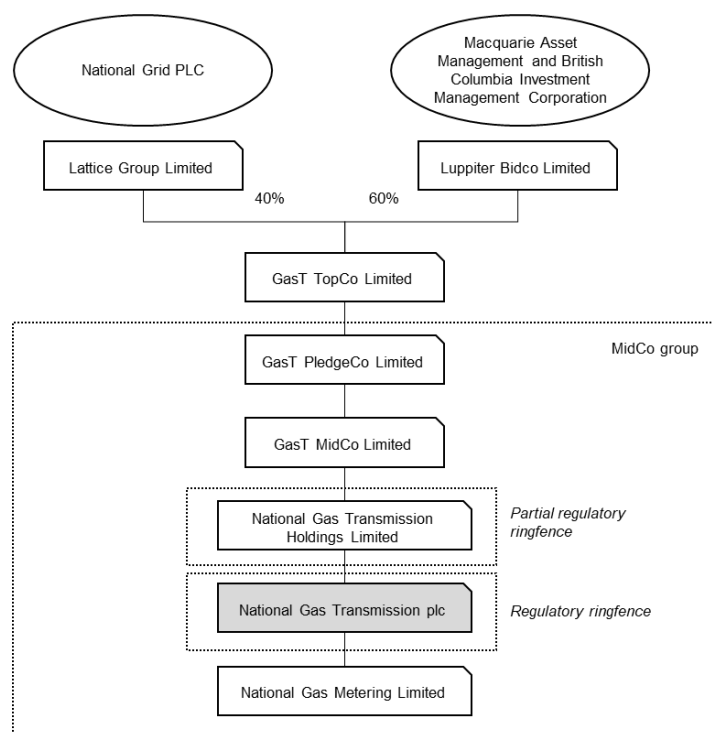 National Grid PLC
Macquarie Asset
Management and British
Columbia Investment
Management Corporation
Lattice Group Limited
Luppiter Bidco Limited
40%
60%
GasT TopCo Limited
MidCo group
GasT PledgeCo Limited
GasT MidCo Limited
National Gas Transmission
Holdings Limited
Partial regulatory
ringfence
National Gas Transmission plc
Regulatory ringfence
National Gas Metering Limited